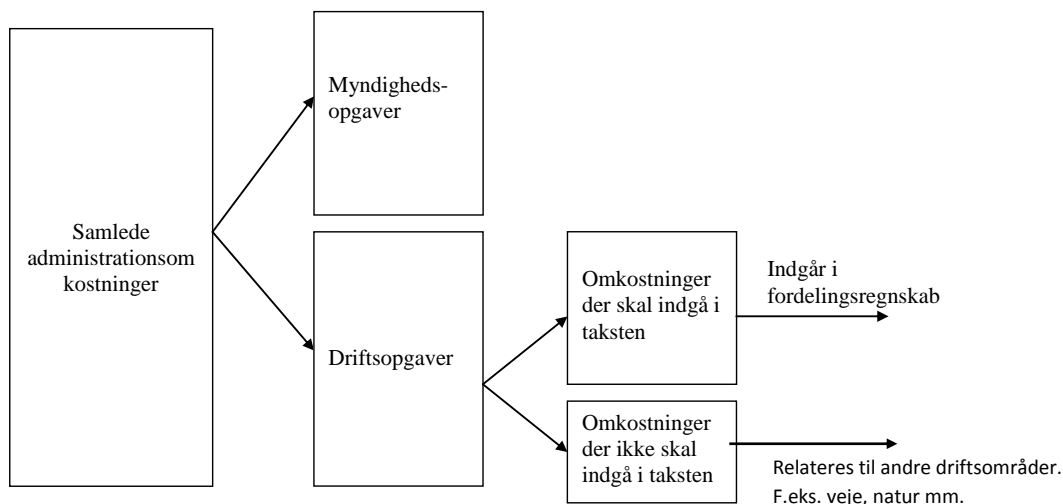 Samlede
administrationsom
kostninger
Myndigheds-
opgaver
Driftsopgaver
Omkostninger
der skal indgå i
taksten
Indgår i
fordelingsregnskab
Omkostninger
der ikke skal
indgå i taksten
Relateres til andre driftsområder.
F.eks. veje, natur mm.